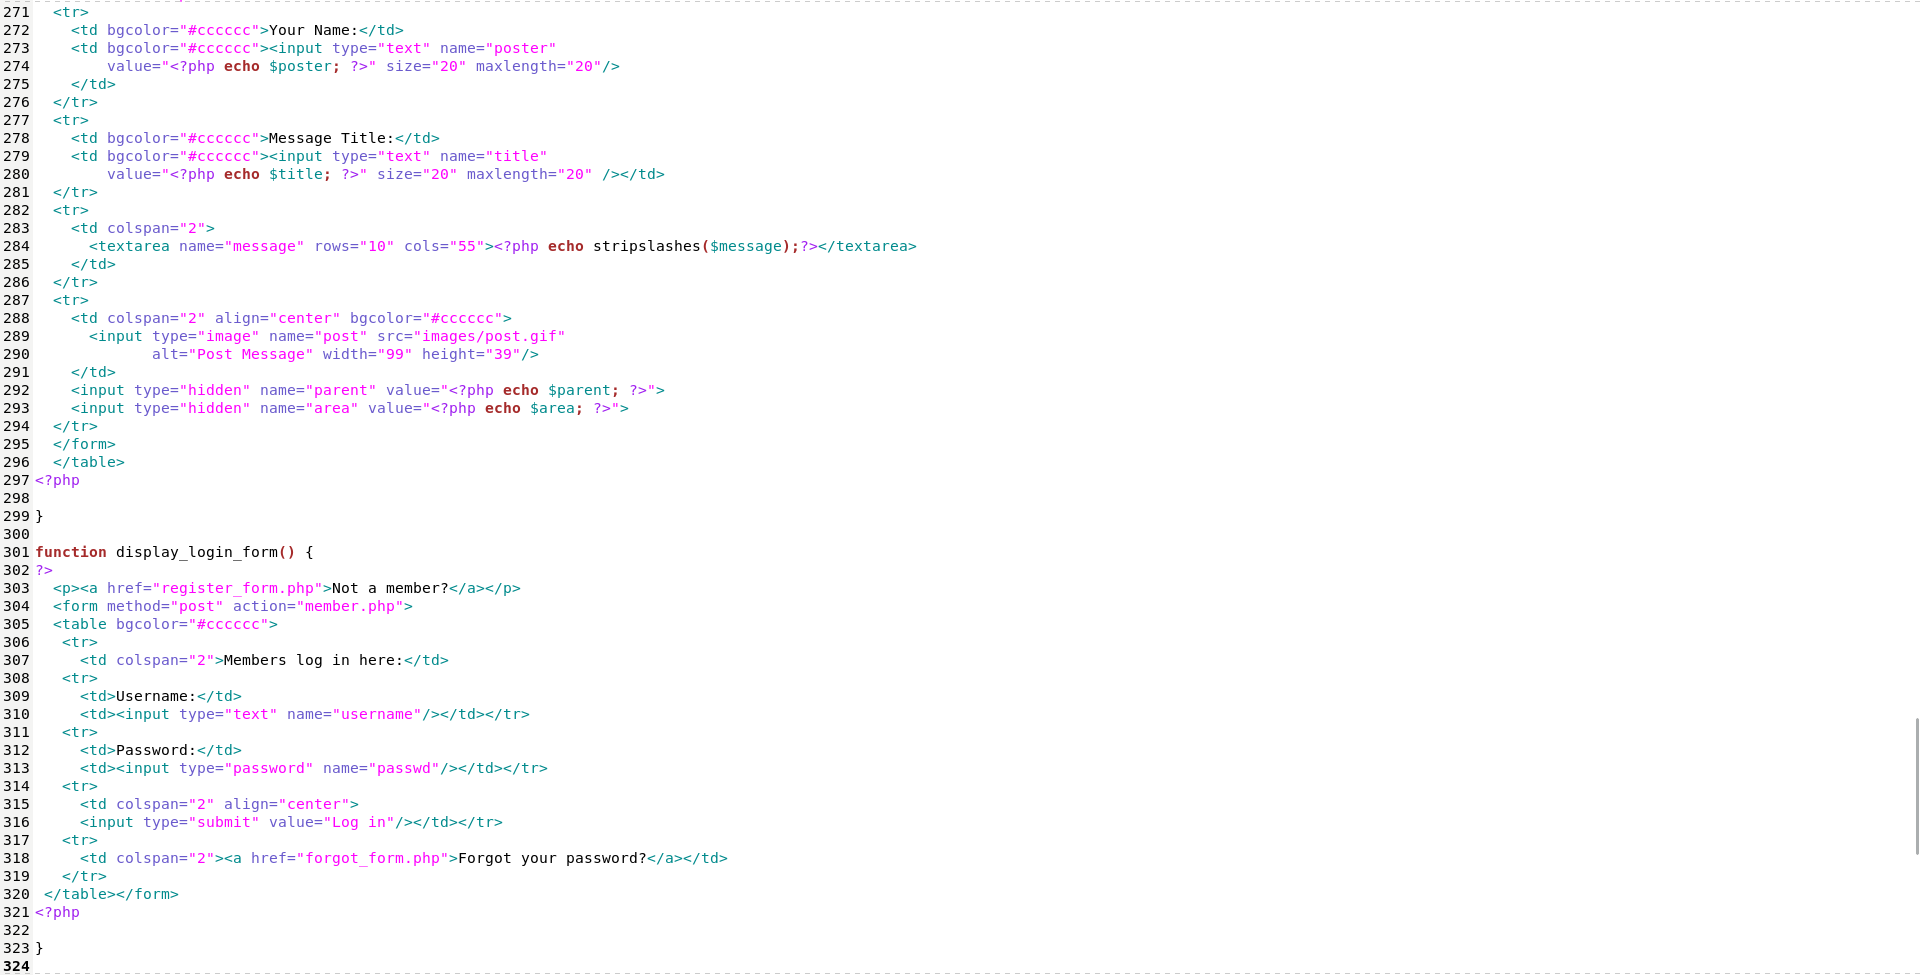 271   <tr>
272     <td bgcolor="#cccccc">Your Name:</td>
273     <td bgcolor="#cccccc"><input type="text" name="poster"
274         value="<?php echo $poster; ?>" size="20" maxlength="20"/>
275     </td>
276   </tr>
277   <tr>
278     <td bgcolor="#cccccc">Message Title:</td>
279     <td bgcolor="#cccccc"><input type="text" name="title"
280         value="<?php echo $title; ?>" size="20" maxlength="20" /></td>
281   </tr>
282   <tr>
283     <td colspan="2">
284       <textarea name="message" rows="10" cols="55"><?php echo stripslashes($message);?></textarea>
285     </td>
286   </tr>
287   <tr>
288     <td colspan="2" align="center" bgcolor="#cccccc">
289       <input type="image" name="post" src="images/post.gif"
290              alt="Post Message" width="99" height="39"/>
291     </td>
292     <input type="hidden" name="parent" value="<?php echo $parent; ?>">
293     <input type="hidden" name="area" value="<?php echo $area; ?>">
294   </tr>
295   </form>
296   </table>
297 <?php
298
299 }
300
301 function display_login_form() {
302 ?>
303   <p><a href="register_form.php">Not a member?</a></p>
304   <form method="post" action="member.php">
305   <table bgcolor="#cccccc">
306    <tr>
307      <td colspan="2">Members log in here:</td>
308    <tr>
309      <td>Username:</td>
310      <td><input type="text" name="username"/></td></tr>
311    <tr>
312      <td>Password:</td>
313      <td><input type="password" name="passwd"/></td></tr>
314    <tr>
315      <td colspan="2" align="center">
316      <input type="submit" value="Log in"/></td></tr>
317    <tr>
318      <td colspan="2"><a href="forgot_form.php">Forgot your password?</a></td>
319    </tr>
320  </table></form>
321 <?php
322
323 }
324